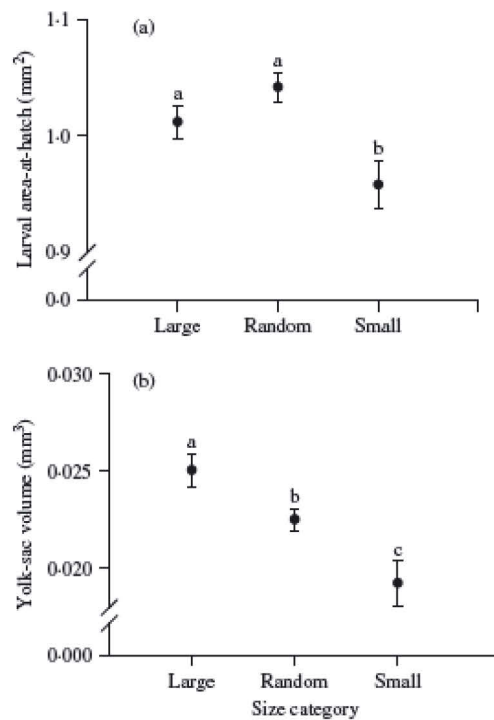 (a)
Larval area-at-hatch (mm²)
1·1
1·0
0·9
0·0
a
a
b
Large Random Small
(b)
Yolk-sac volume (mm³)
0·030
0·025
0·020
0·000
a
b
c
Large Random Small
Size category